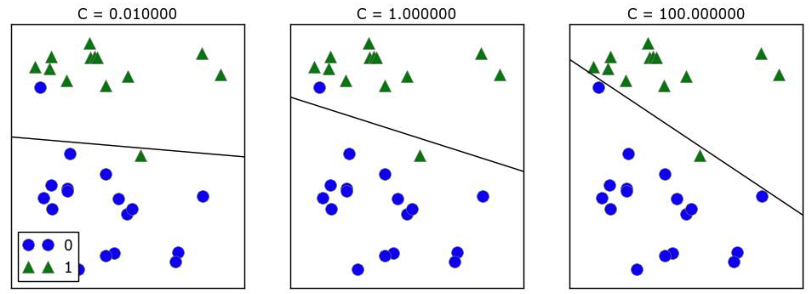 C = 0.010000
C = 1.000000
C = 100.000000
0
1